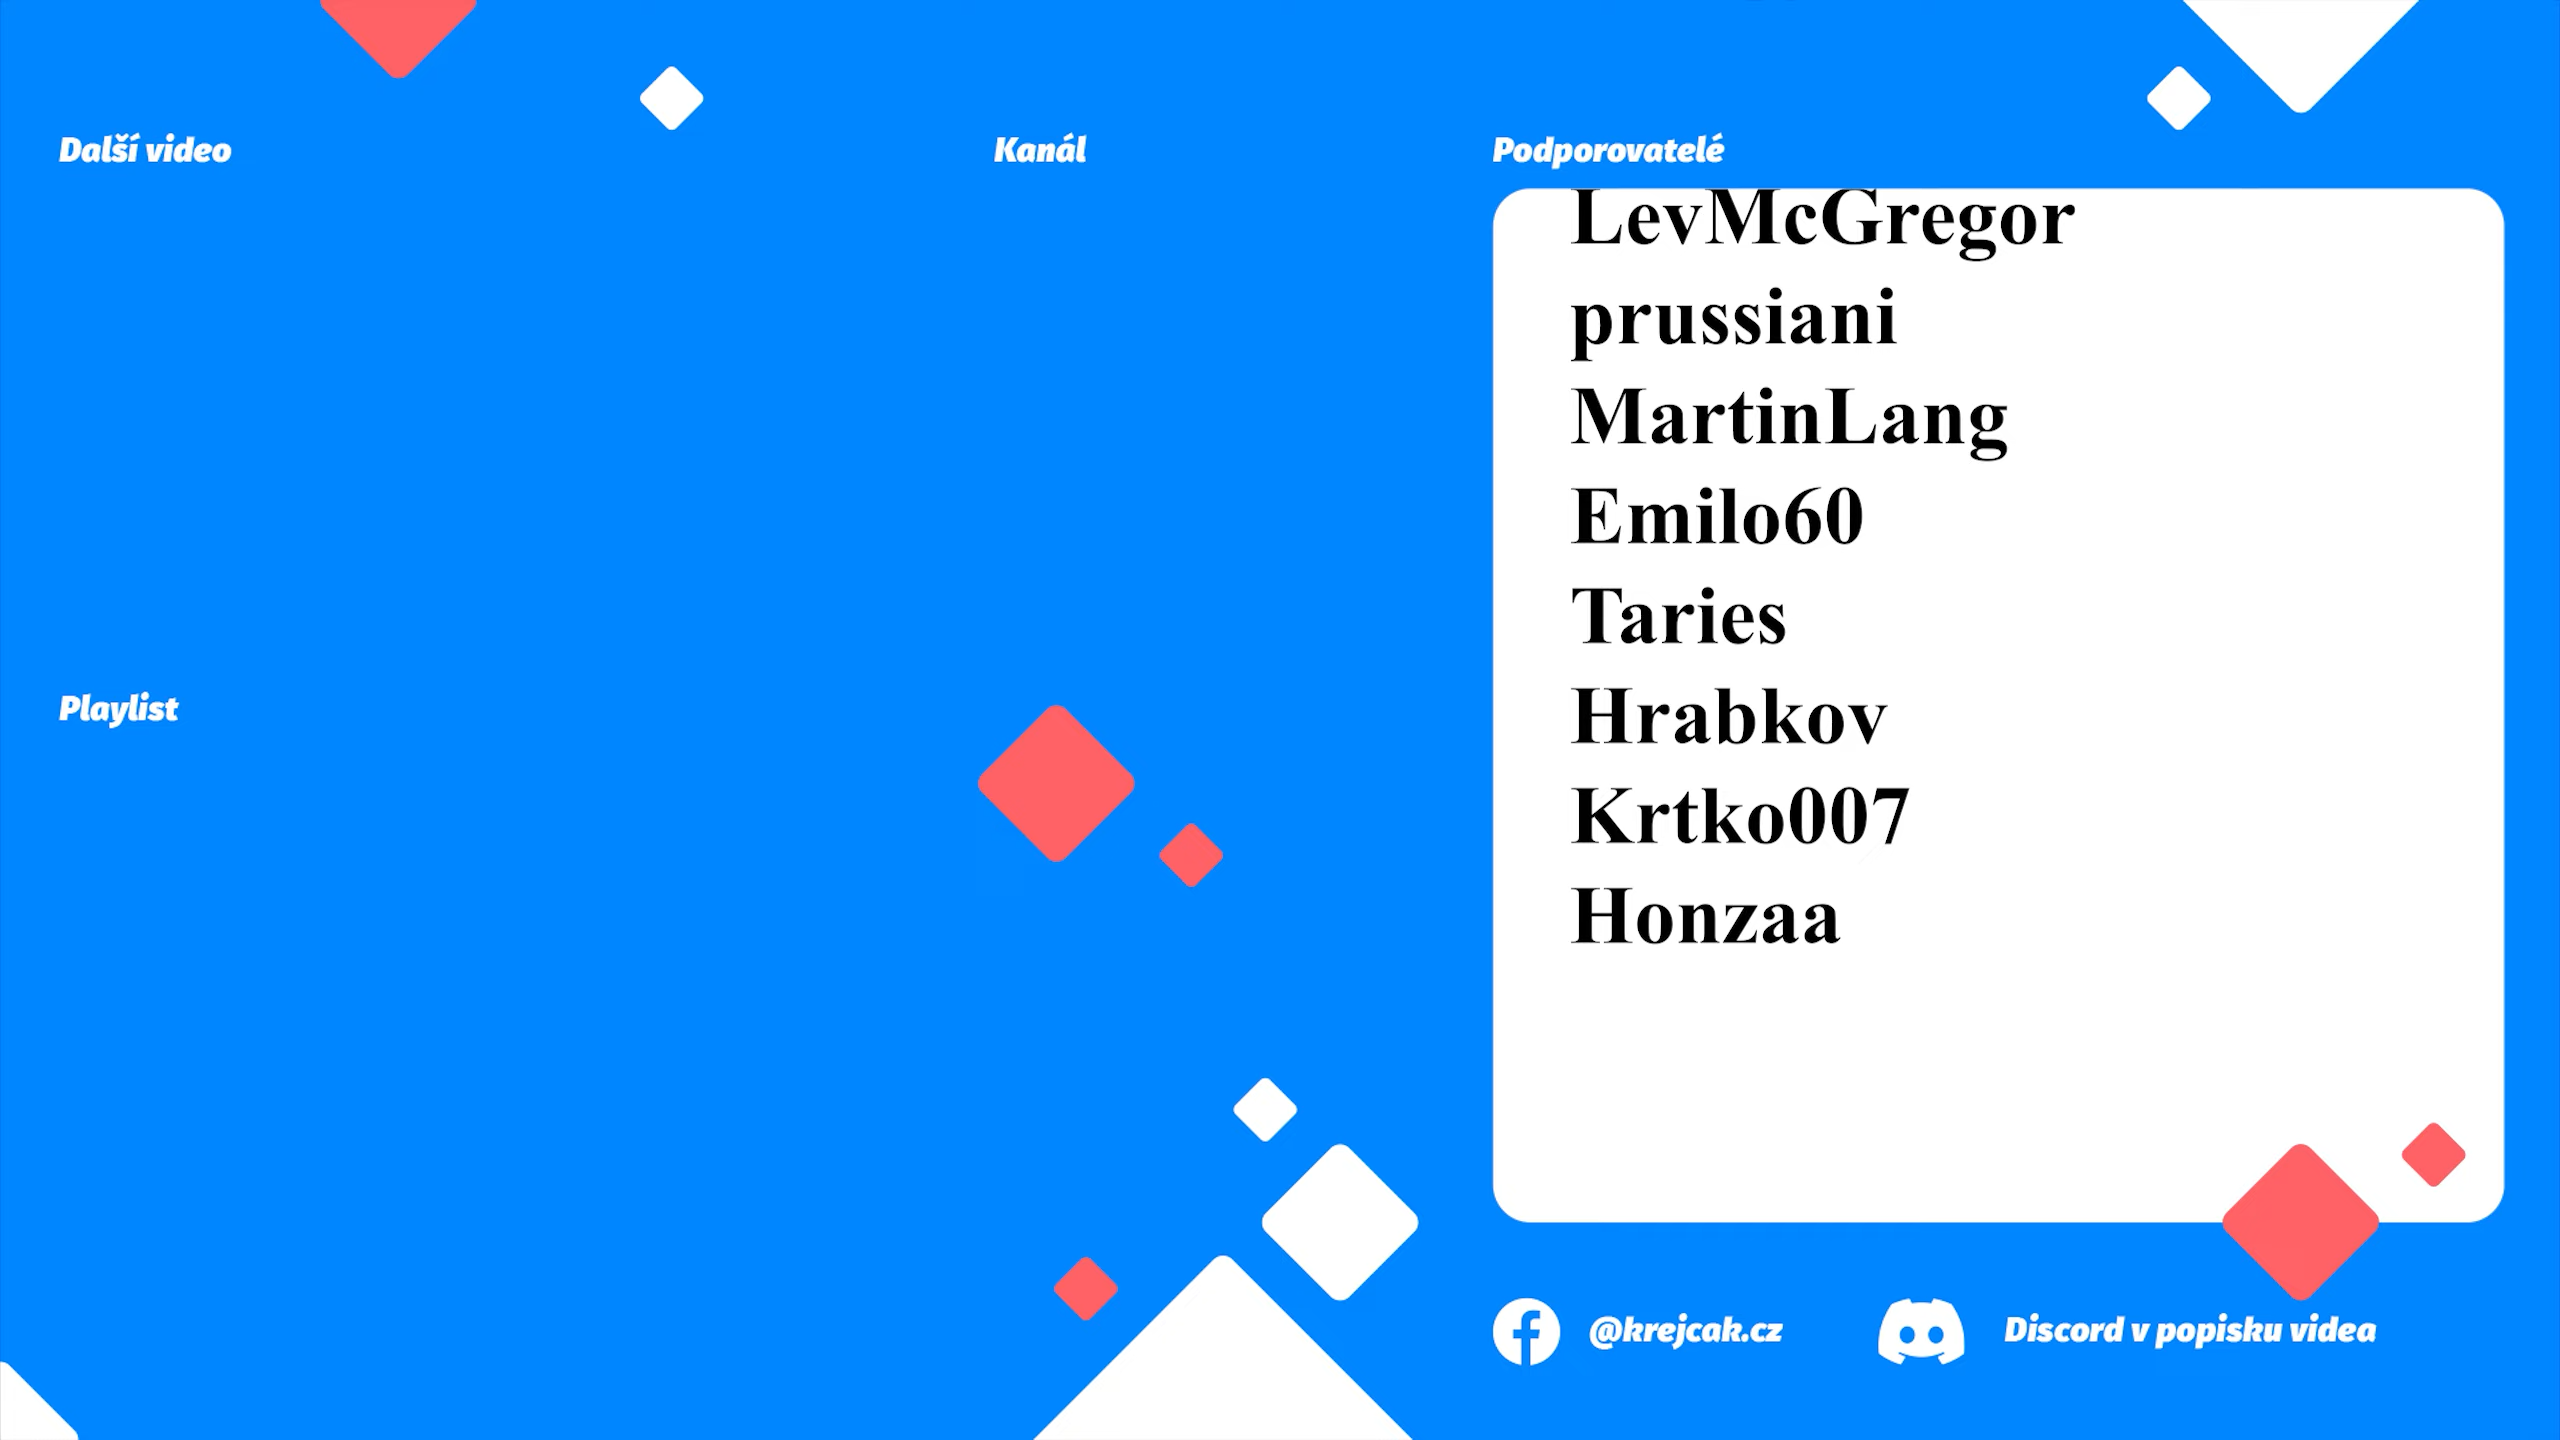 Další video
Kanál
Podporovatelé
LevMcGregor
prussiani
MartinLang
Emilo60
Taries
Hrabkov
Krtko007
Honzaa
Playlist
@krejcak.cz
Discord v popisku videa